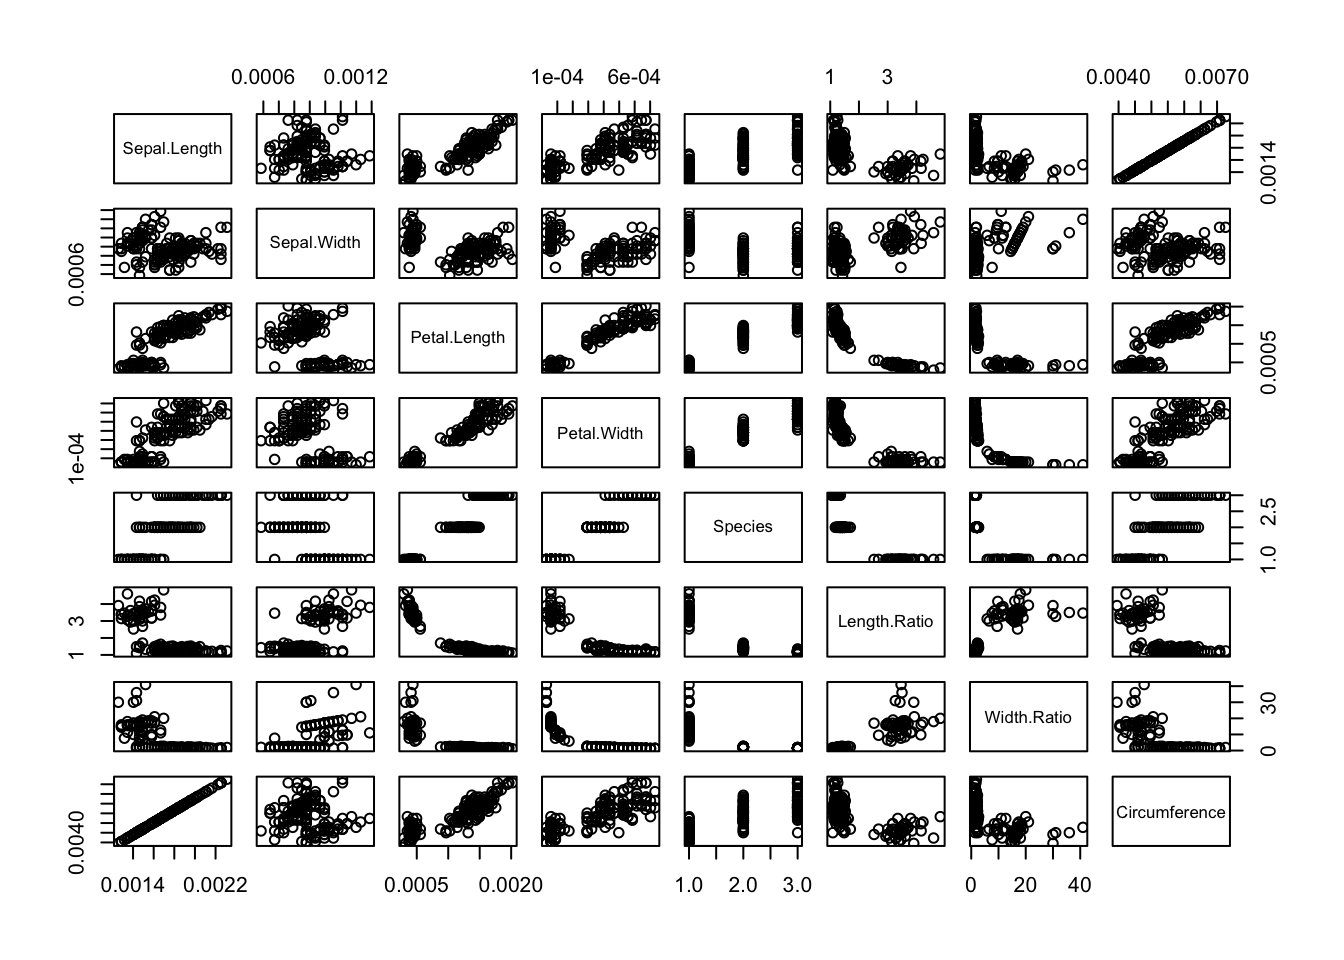 0.0006 0.0012 1e-04 6e-04 1 3 0.0040 0.0070
Sepal.Length 0.0014
0.0006 Sepal.Width
Petal.Length 0.0005
1e-04 Petal.Width
Species 1.0 2.5
1 3 Length.Ratio
Width.Ratio 0 30
0.0040 Circumference
0.0014 0.0022 0.0005 0.0020 1.0 2.0 3.0 0 20 40